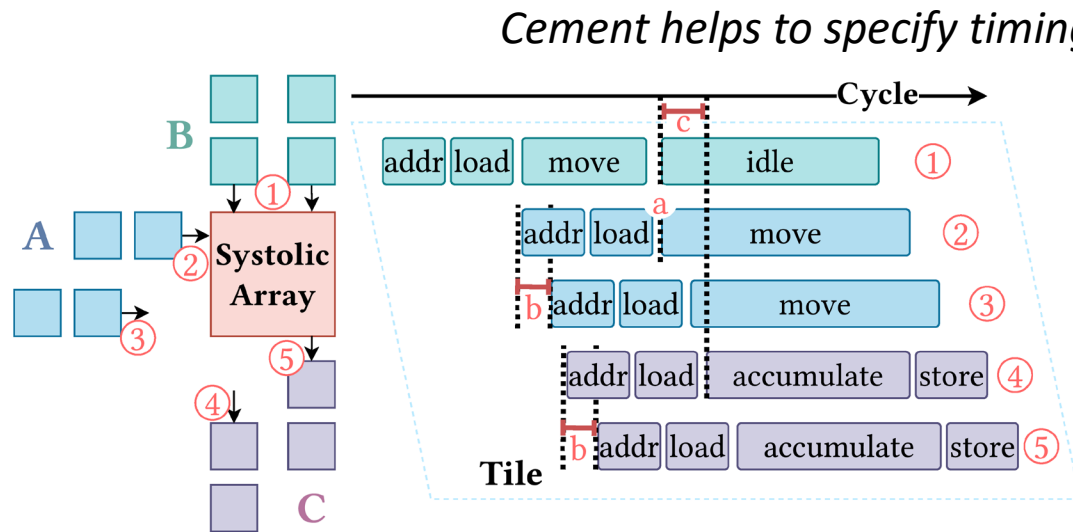 Cement helps to specify timing
Cycle
c
B
addr load move idle ①
①
a
A
addr load move ②
②
Systolic
Array
b
addr load move ③
③
⑤
addr load accumulate store ④
④
b
addr load accumulate store ⑤
Tile
C